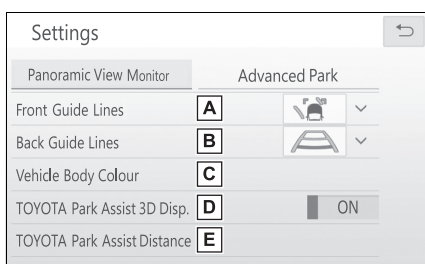 Settings
Panoramic View Monitor Advanced Park
Front Guide Lines A
Back Guide Lines B
Vehicle Body Colour C
TOYOTA Park Assist 3D Disp. D ON
TOYOTA Park Assist Distance E